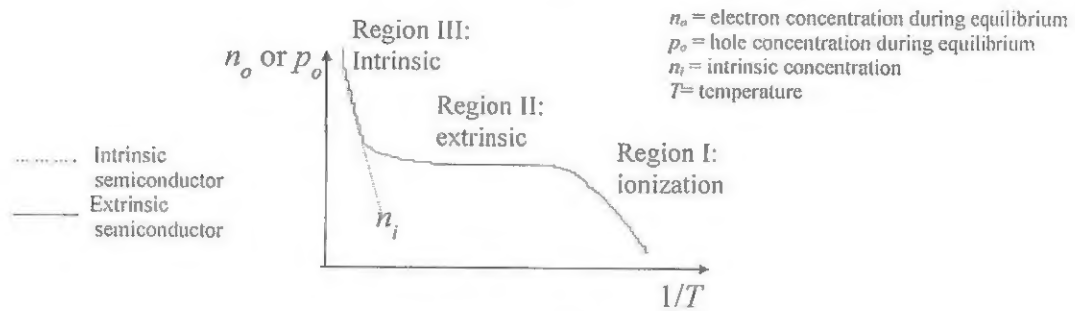 n_o = electron concentration during equilibrium
p_o = hole concentration during equilibrium
n_i = intrinsic concentration
T= temperature
Region III:
Intrinsic
n_o or p_o
Region II:
extrinsic
Region I:
ionization
Intrinsic
semiconductor
Extrinsic
semiconductor
n_i
1/T